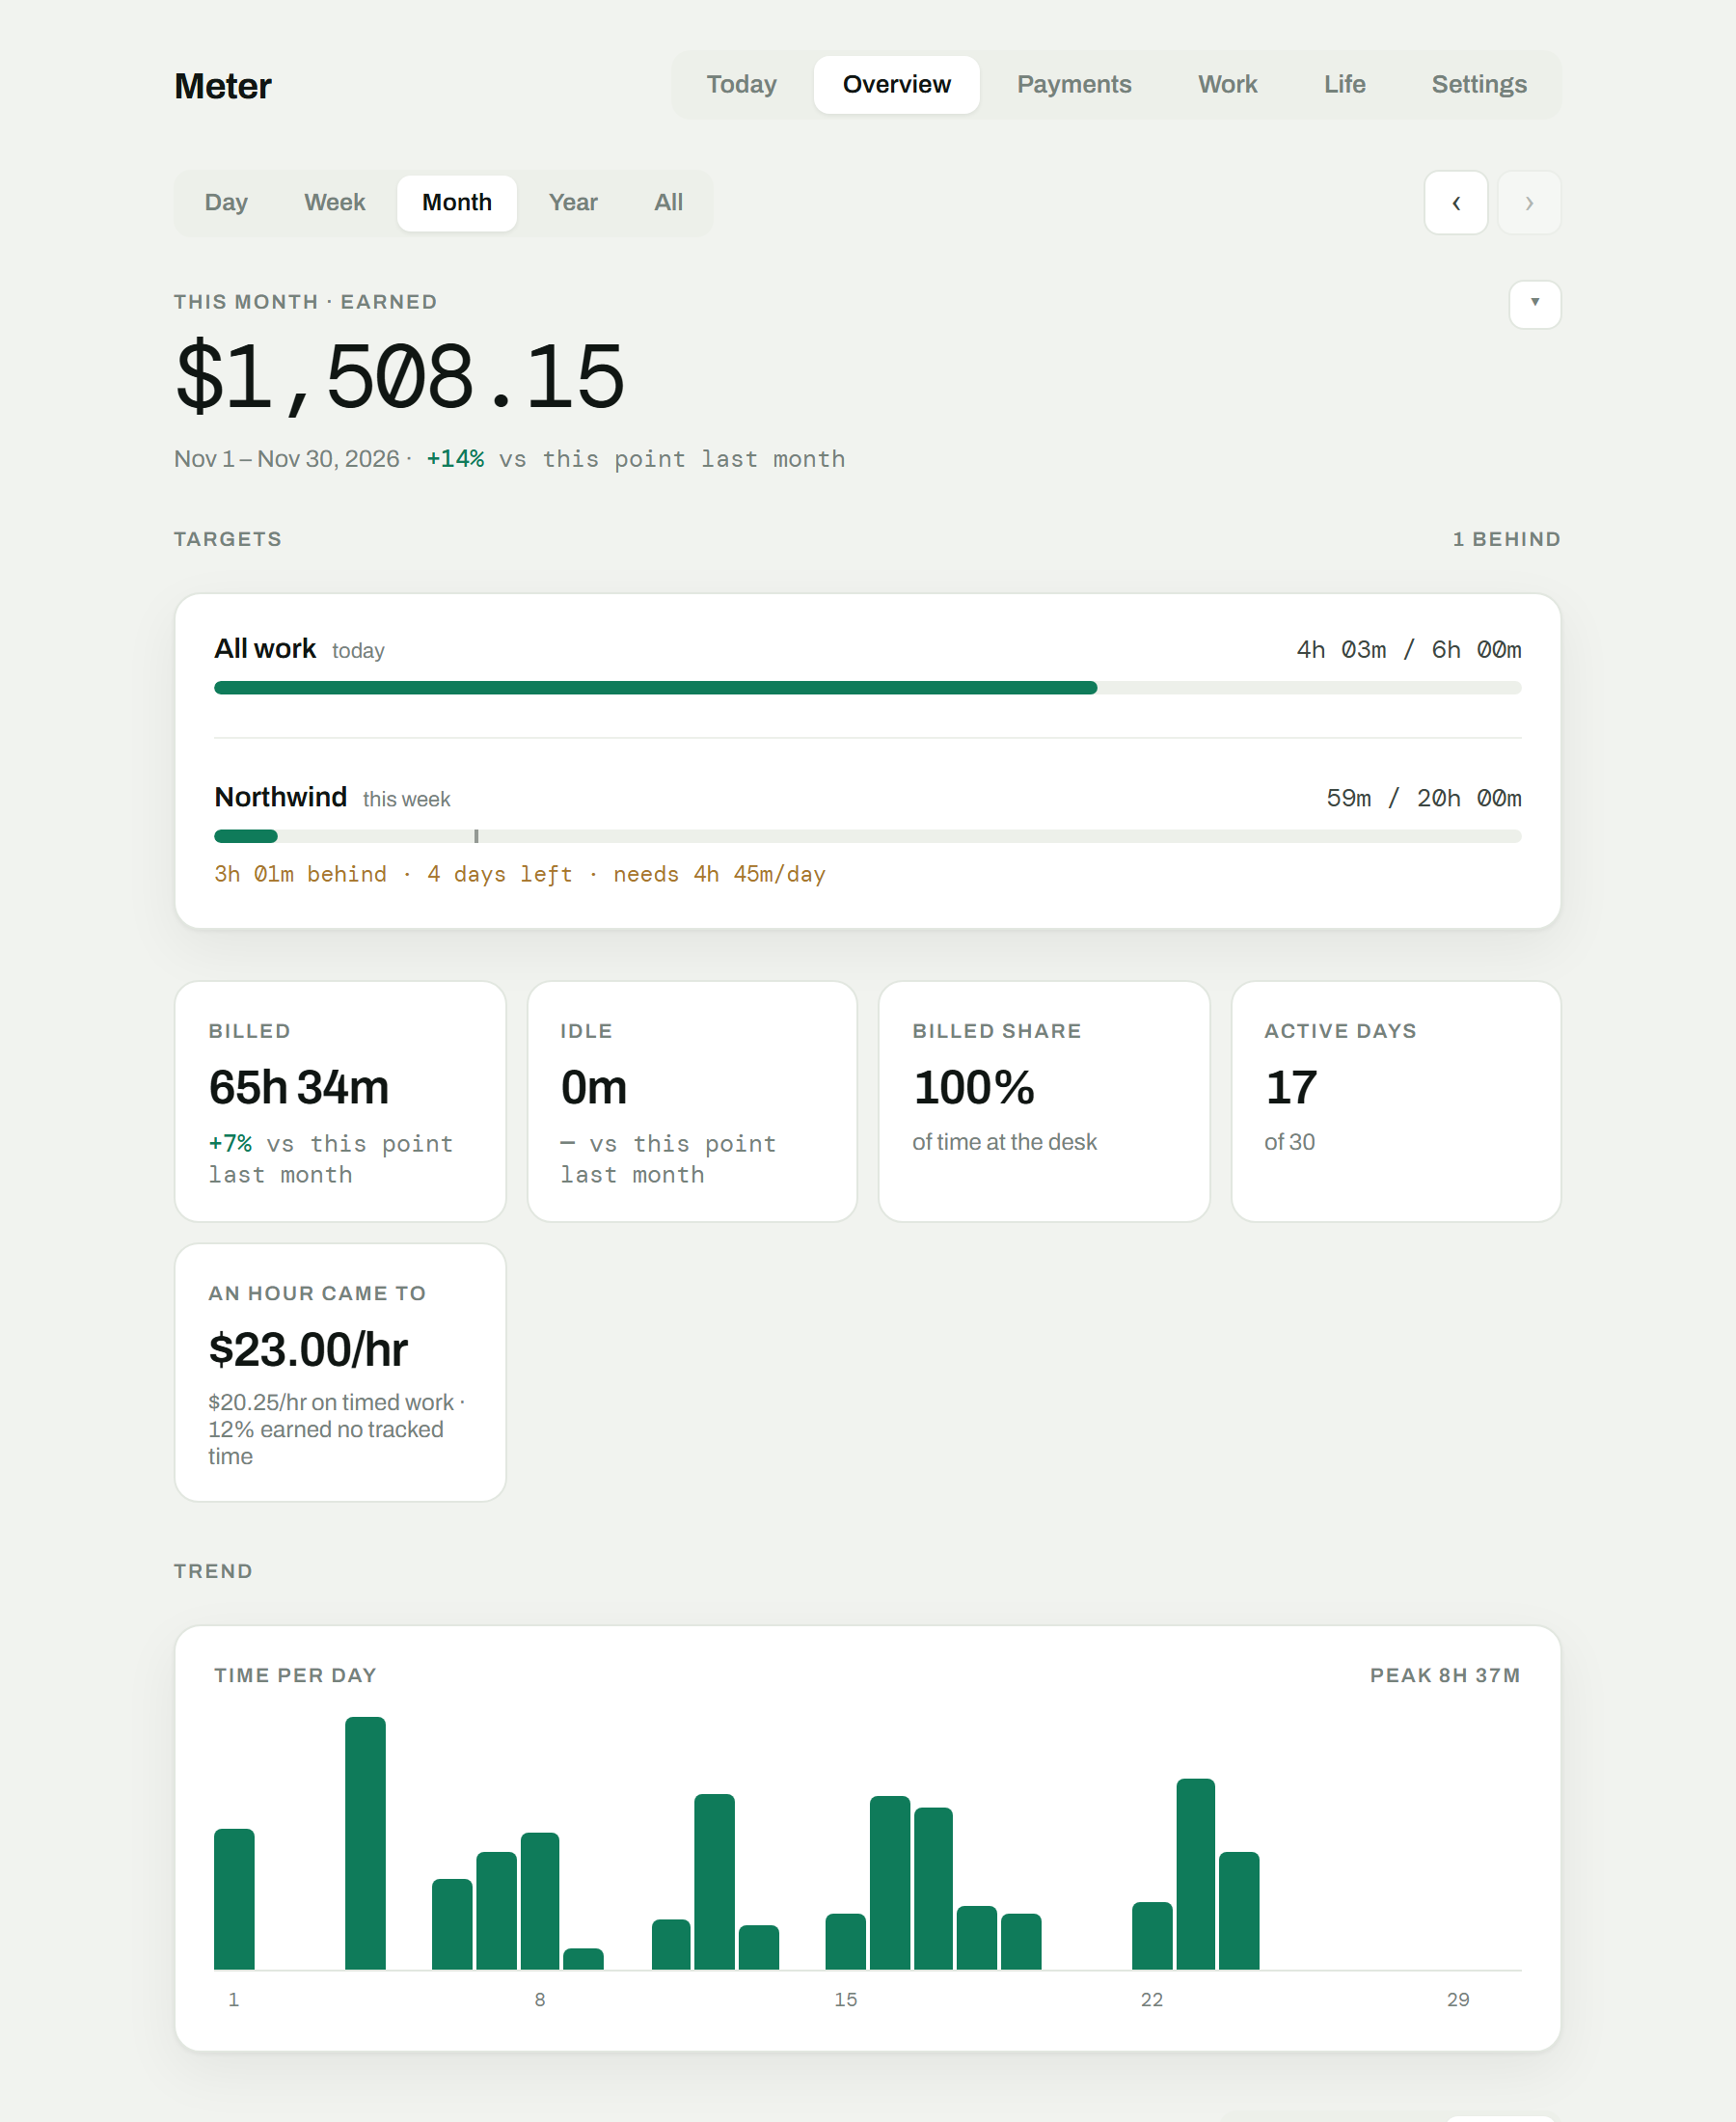 Meter
Today Overview Payments Work Life Settings
Day Week Month Year All
‹ ›
THIS MONTH · EARNED
▼
$1,508.15
Nov 1 – Nov 30, 2026 · +14% vs this point last month
TARGETS 1 BEHIND
All work today 4h 03m / 6h 00m
Northwind this week 59m / 20h 00m
3h 01m behind · 4 days left · needs 4h 45m/day
BILLED
65h 34m
+7% vs this point
last month
IDLE
0m
— vs this point
last month
BILLED SHARE
100%
of time at the desk
ACTIVE DAYS
17
of 30
AN HOUR CAME TO
$23.00/hr
$20.25/hr on timed work ·
12% earned no tracked
time
TREND
TIME PER DAY PEAK 8H 37M
1 8 15 22 29